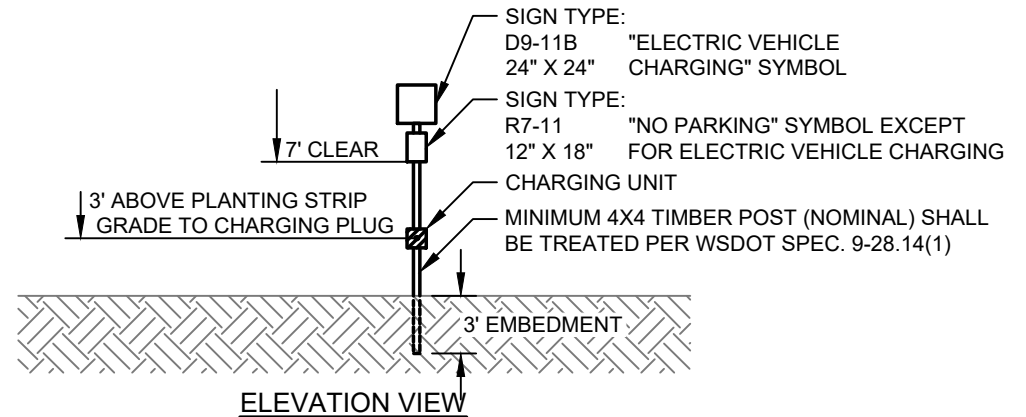 SIGN TYPE:
D9-11B "ELECTRIC VEHICLE
24" X 24" CHARGING" SYMBOL
SIGN TYPE:
R7-11 "NO PARKING" SYMBOL EXCEPT
12" X 18" FOR ELECTRIC VEHICLE CHARGING
7' CLEAR
CHARGING UNIT
3' ABOVE PLANTING STRIP
GRADE TO CHARGING PLUG
MINIMUM 4X4 TIMBER POST (NOMINAL) SHALL
BE TREATED PER WSDOT SPEC. 9-28.14(1)
3' EMBEDMENT
ELEVATION VIEW